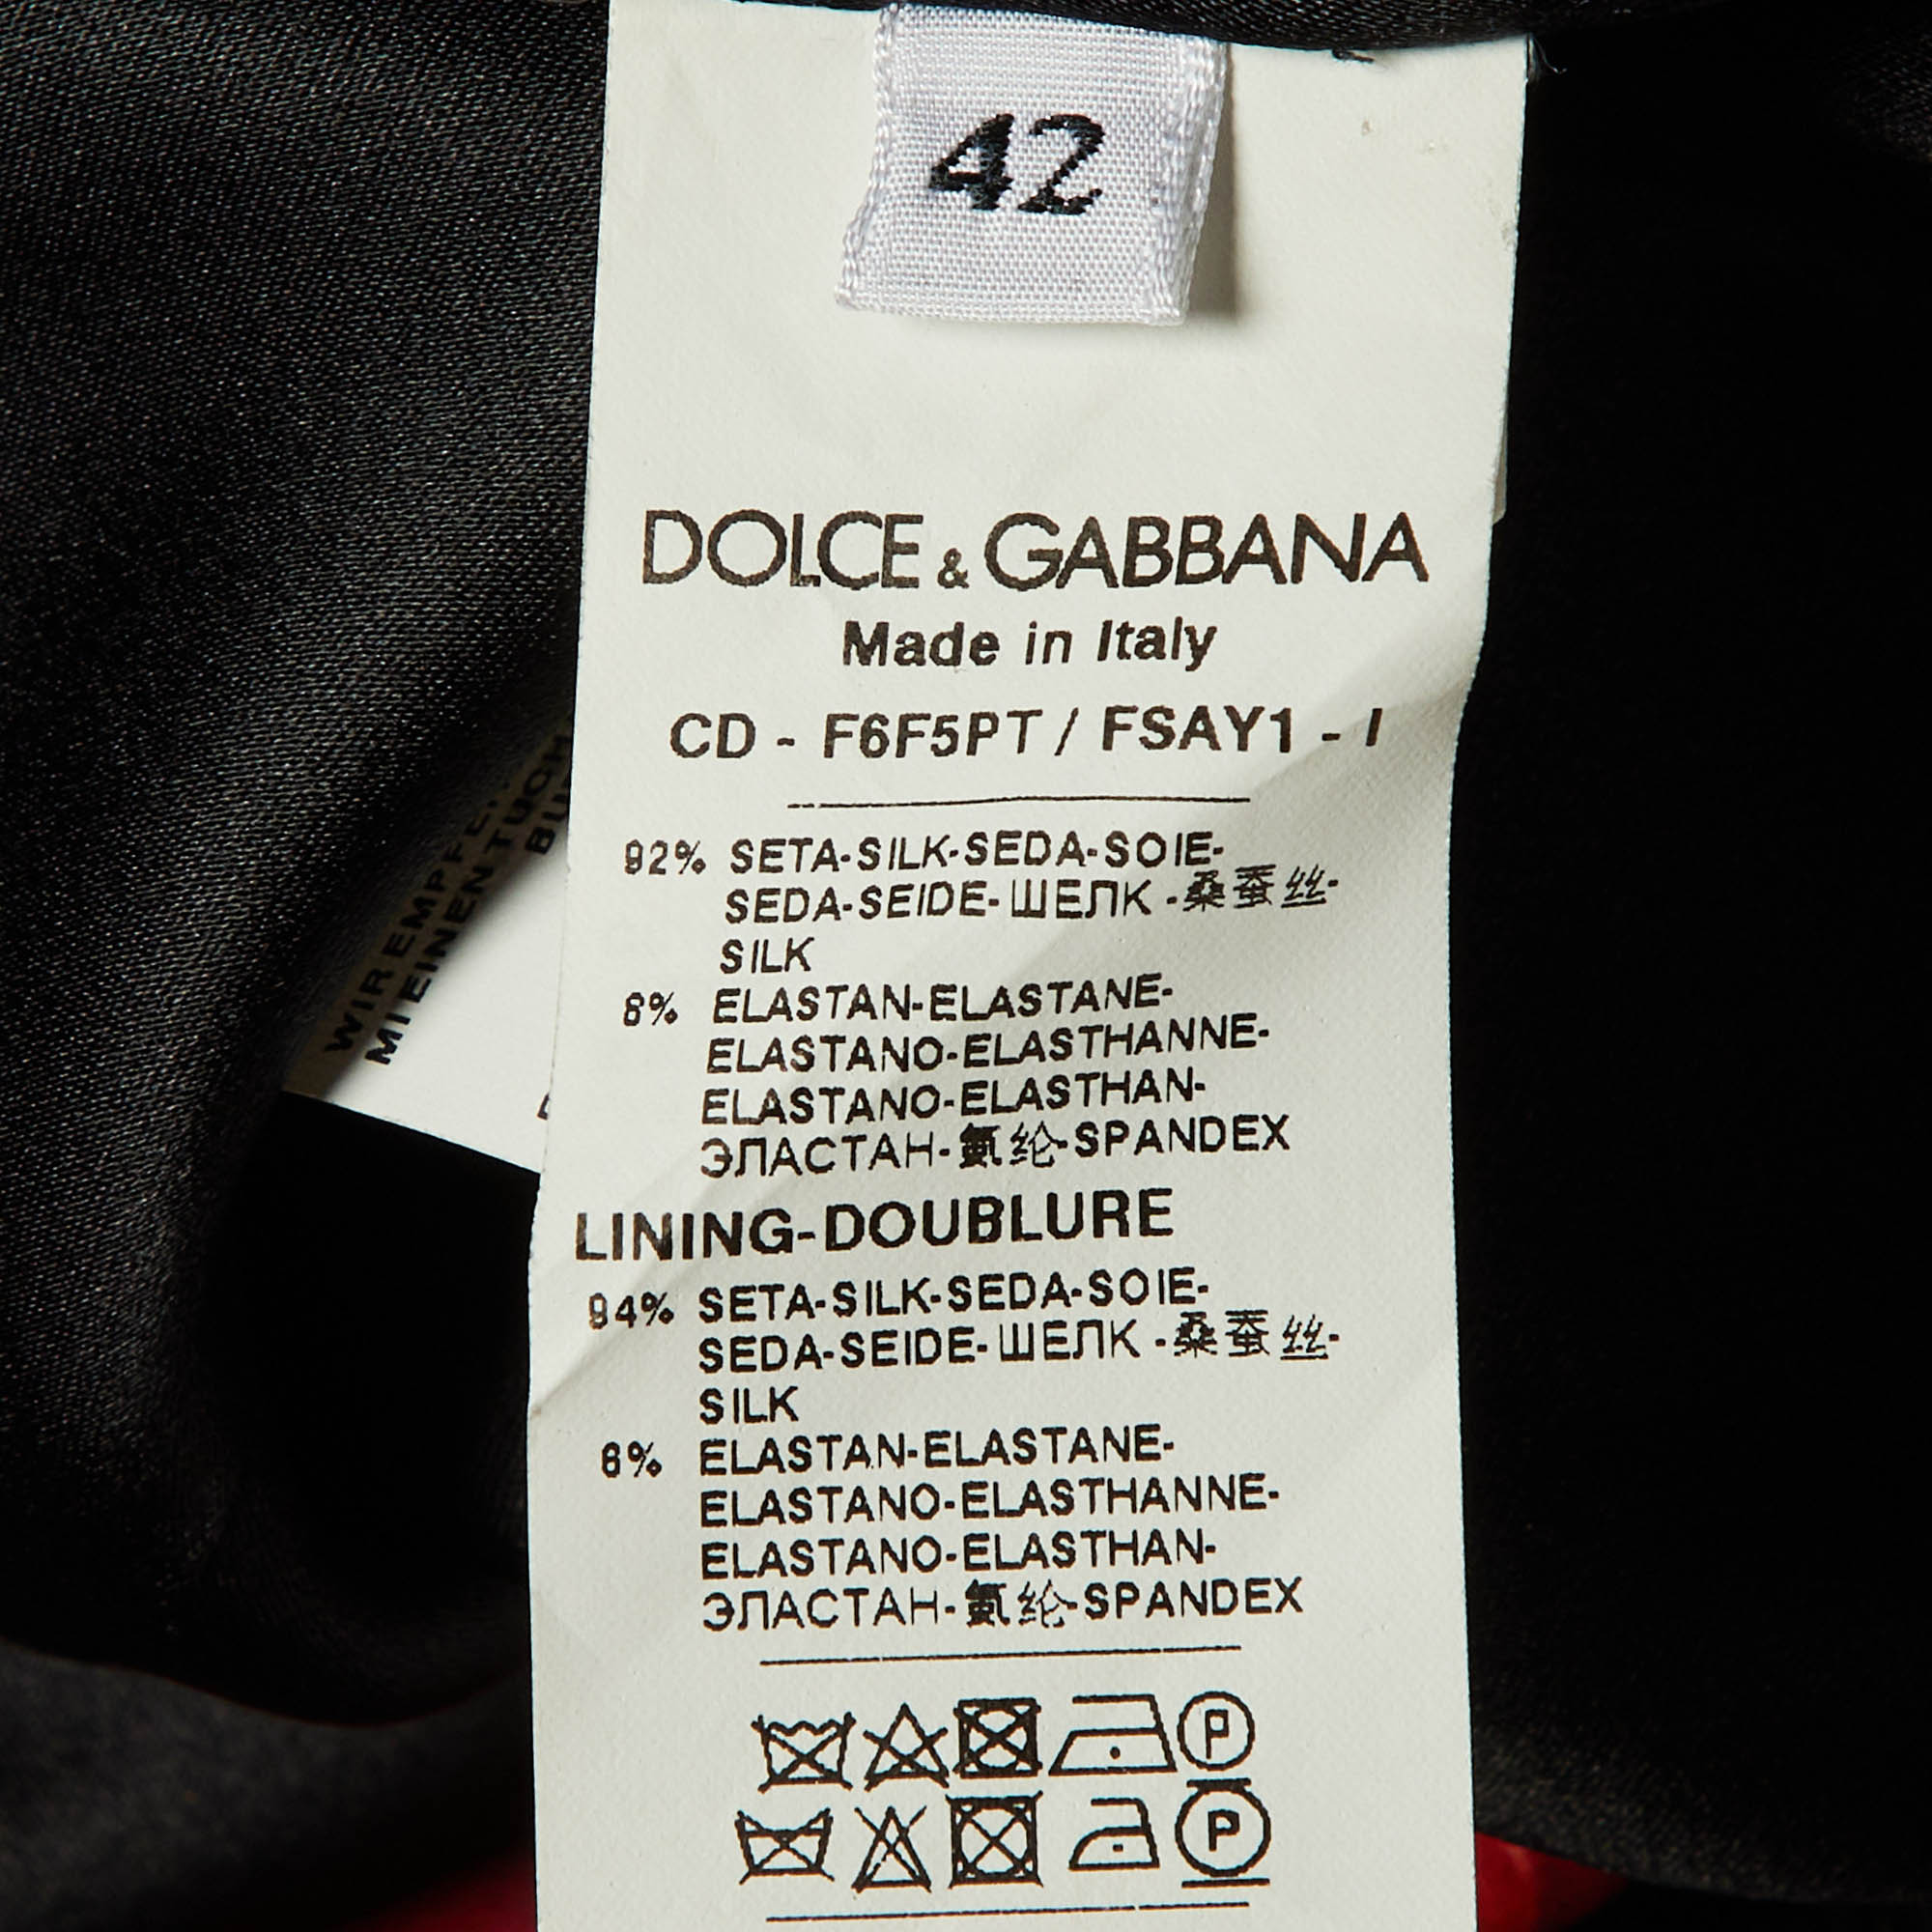 42
DOLCE & GABBANA
Made in Italy
CD - F6F5PT / FSAY1 - I
92% SETA-SILK-SEDA-SOIE-
SEDA-SEIDE-ШЕЛК-桑蚕丝-
SILK
8% ELASTAN-ELASTANE-
ELASTANO-ELASTHANNE-
ELASTANO-ELASTHAN-
ЭЛАСТАН-氨纶-SPANDEX
LINING-DOUBLURE
94% SETA-SILK-SEDA-SOIE-
SEDA-SEIDE-ШЕЛК-桑蚕丝-
SILK
6% ELASTAN-ELASTANE-
ELASTANO-ELASTHANNE-
ELASTANO-ELASTHAN-
ЭЛАСТАН-氨纶-SPANDEX
P
P
WIR
MI EINEN TUCH